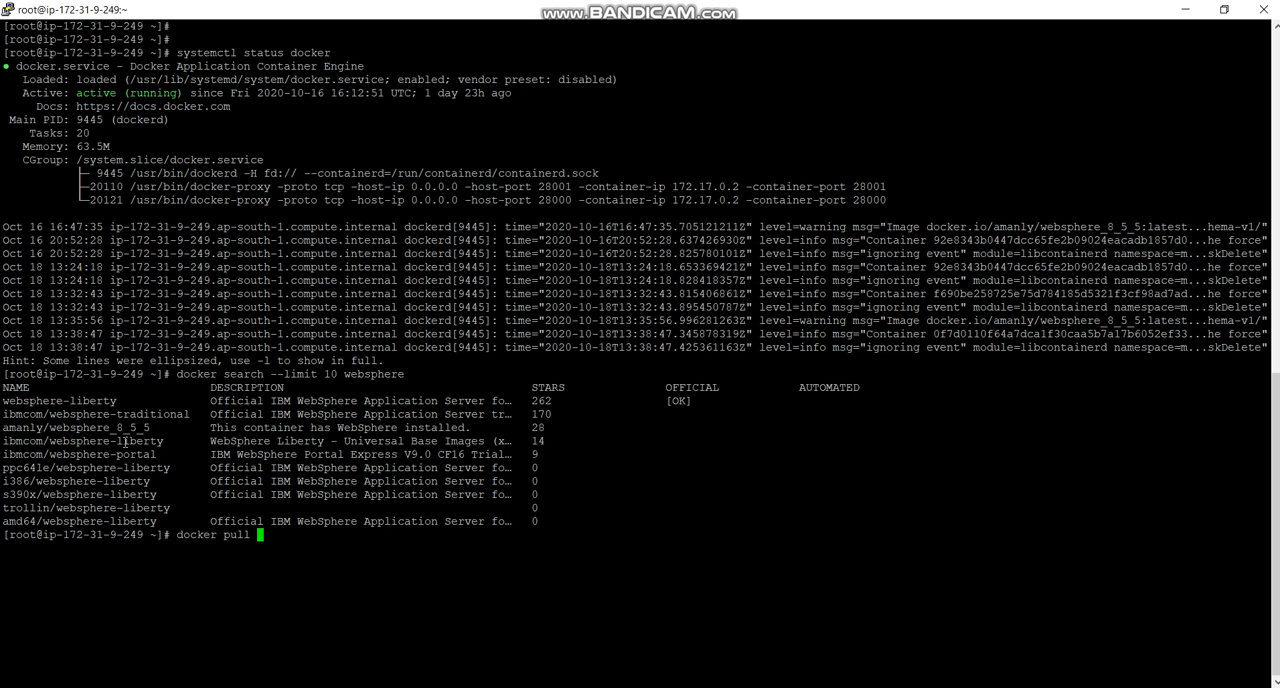 root@ip-172-31-9-249:~
www.BANDICAM.com
[root@ip-172-31-9-249 ~]#
[root@ip-172-31-9-249 ~]#
[root@ip-172-31-9-249 ~]# systemctl status docker
● docker.service - Docker Application Container Engine
Loaded: loaded (/usr/lib/systemd/system/docker.service; enabled; vendor preset: disabled)
Active: active (running) since Fri 2020-10-16 16:12:51 UTC; 1 day 23h ago
Docs: https://docs.docker.com
Main PID: 9445 (dockerd)
Tasks: 20
Memory: 63.5M
CGroup: /system.slice/docker.service
├─ 9445 /usr/bin/dockerd -H fd:// --containerd=/run/containerd/containerd.sock
├─20110 /usr/bin/docker-proxy -proto tcp -host-ip 0.0.0.0 -host-port 28001 -container-ip 172.17.0.2 -container-port 28001
└─20121 /usr/bin/docker-proxy -proto tcp -host-ip 0.0.0.0 -host-port 28000 -container-ip 172.17.0.2 -container-port 28000
Oct 16 16:47:35 ip-172-31-9-249.ap-south-1.compute.internal dockerd[9445]: time="2020-10-16T16:47:35.705121211Z" level=warning msg="Image docker.io/amanly/websphere_8_5_5:latest...hema-v1/"
Oct 16 20:52:28 ip-172-31-9-249.ap-south-1.compute.internal dockerd[9445]: time="2020-10-16T20:52:28.637426930Z" level=info msg="Container 92e8343b0447dcc65fe2b09024eacadb1857d0...he force"
Oct 16 20:52:28 ip-172-31-9-249.ap-south-1.compute.internal dockerd[9445]: time="2020-10-16T20:52:28.825780101Z" level=info msg="ignoring event" module=libcontainerd namespace=m...skDelete"
Oct 18 13:24:18 ip-172-31-9-249.ap-south-1.compute.internal dockerd[9445]: time="2020-10-18T13:24:18.653369421Z" level=info msg="Container 92e8343b0447dcc65fe2b09024eacadb1857d0...he force"
Oct 18 13:24:18 ip-172-31-9-249.ap-south-1.compute.internal dockerd[9445]: time="2020-10-18T13:24:18.828418357Z" level=info msg="ignoring event" module=libcontainerd namespace=m...skDelete"
Oct 18 13:32:43 ip-172-31-9-249.ap-south-1.compute.internal dockerd[9445]: time="2020-10-18T13:32:43.815406861Z" level=info msg="Container f690be258725e75d784185d5321f3cf98ad7ad...he force"
Oct 18 13:32:43 ip-172-31-9-249.ap-south-1.compute.internal dockerd[9445]: time="2020-10-18T13:32:43.895450787Z" level=info msg="ignoring event" module=libcontainerd namespace=m...skDelete"
Oct 18 13:35:56 ip-172-31-9-249.ap-south-1.compute.internal dockerd[9445]: time="2020-10-18T13:35:56.996281263Z" level=warning msg="Image docker.io/amanly/websphere_8_5_5:latest...hema-v1/"
Oct 18 13:38:47 ip-172-31-9-249.ap-south-1.compute.internal dockerd[9445]: time="2020-10-18T13:38:47.345878319Z" level=info msg="Container 0f7d0110f64a7dca1f30caa5b7a17b6052ef33...he force"
Oct 18 13:38:47 ip-172-31-9-249.ap-south-1.compute.internal dockerd[9445]: time="2020-10-18T13:38:47.425361163Z" level=info msg="ignoring event" module=libcontainerd namespace=m...skDelete"
Hint: Some lines were ellipsized, use -l to show in full.
[root@ip-172-31-9-249 ~]# docker search --limit 10 websphere
NAME DESCRIPTION STARS OFFICIAL AUTOMATED
websphere-liberty Official IBM WebSphere Application Server fo… 262 [OK]
ibmcom/websphere-traditional Official IBM WebSphere Application Server tr… 170
amanly/websphere_8_5_5 This container has WebSphere installed. 28
ibmcom/websphere-liberty WebSphere Liberty - Universal Base Images (x… 14
ibmcom/websphere-portal IBM WebSphere Portal Express V9.0 CF16 Trial… 9
ppc64le/websphere-liberty Official IBM WebSphere Application Server fo… 0
i386/websphere-liberty Official IBM WebSphere Application Server fo… 0
s390x/websphere-liberty Official IBM WebSphere Application Server fo… 0
trollin/websphere-liberty 0
amd64/websphere-liberty Official IBM WebSphere Application Server fo… 0
[root@ip-172-31-9-249 ~]# docker pull